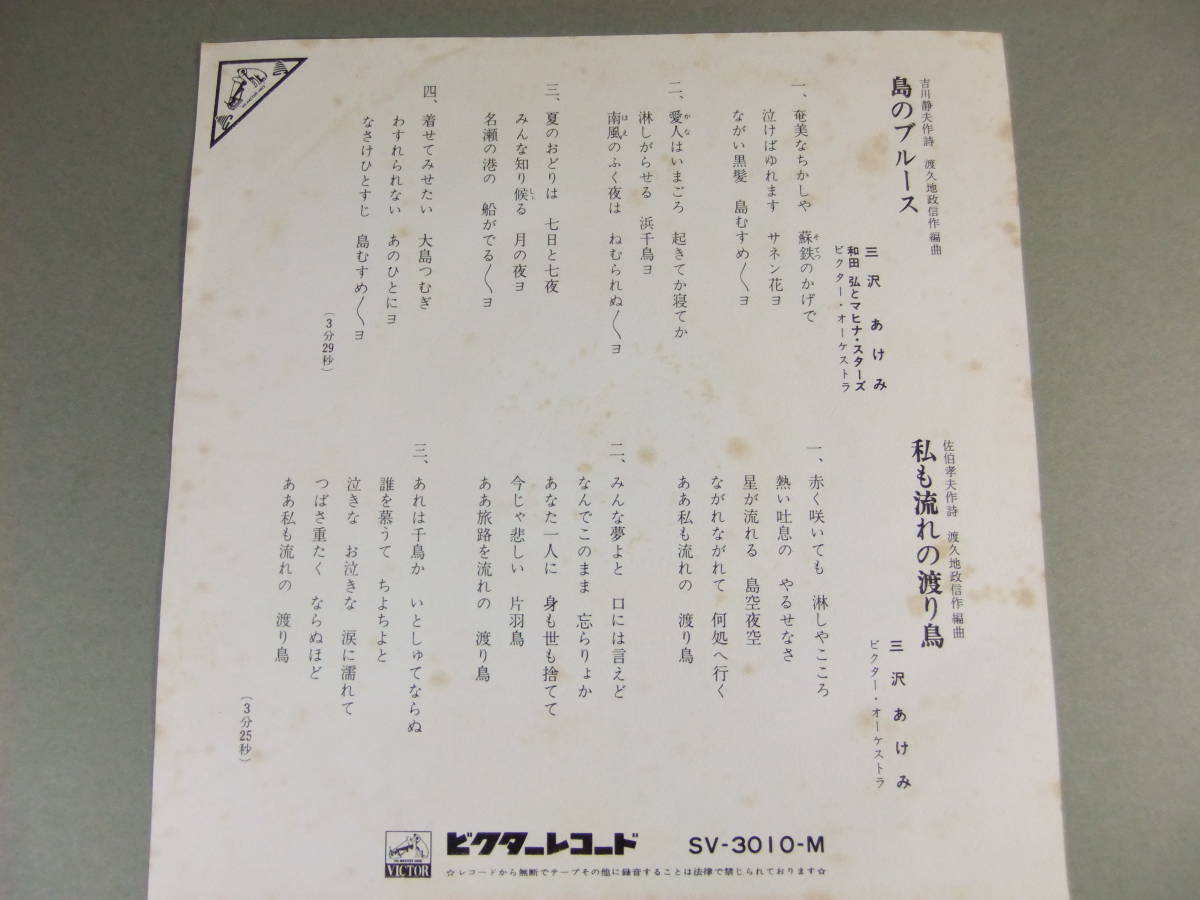 島のブルース
吉川静夫作詩　渡久地政信作編曲
三沢あけみ
和田 弘とマヒナ・スターズ
ビクター・オーケストラ
一、奄美なちかしや　蘇鉄のかげで
泣けばゆれます　サネン花ヨ
ながい黒髪　島むすめ〱ヨ
二、愛人はいまごろ　起きてか寝てか
淋しがらせる　浜千鳥ヨ
南風のふく夜は　ねむられぬ〱ヨ
三、夏のおどりは　七日と七夜
みんな知り候る　月の夜ヨ
名瀬の港の　船がでる〱ヨ
四、着せてみせたい　大島つむぎ
わすれられない　あのひとにヨ
なさけひとすじ　島むすめ〱ヨ
(3分29秒)
私も流れの渡り鳥
佐伯孝夫作詩　渡久地政信作編曲
三沢あけみ
ビクター・オーケストラ
一、赤く咲いても　淋しやこころ
熱い吐息の　やるせなさ
星が流れる　島空夜空
ながれながれて　何処へ行く
ああ私も流れの　渡り鳥
二、みんな夢よと　口には言えど
なんでこのまま　忘らりょか
あなた一人に　身も世も捨てて
今じゃ悲しい　片羽鳥
ああ旅路を流れの　渡り鳥
三、あれは千鳥か　いとしゅてならぬ
誰を慕うて　ちよちよと
泣きな　お泣きな　涙に濡れて
つばさ重たく　ならぬほど
ああ私も流れの　渡り鳥
(3分25秒)
VICTOR
ビクターレコード　SV-3010-M
☆レコードから無断でテープその他に録音することは法律で禁じられております☆